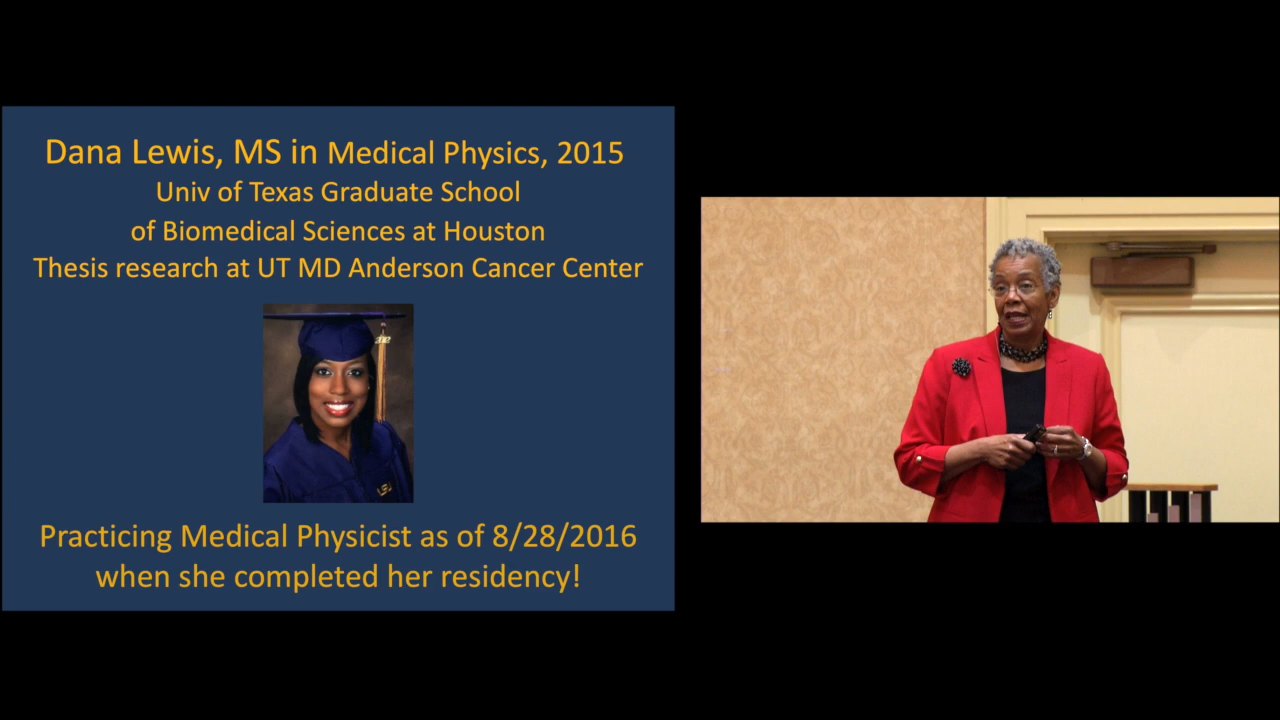 Dana Lewis, MS in Medical Physics, 2015
Univ of Texas Graduate School
of Biomedical Sciences at Houston
Thesis research at UT MD Anderson Cancer Center
LSU
Practicing Medical Physicist as of 8/28/2016
when she completed her residency!